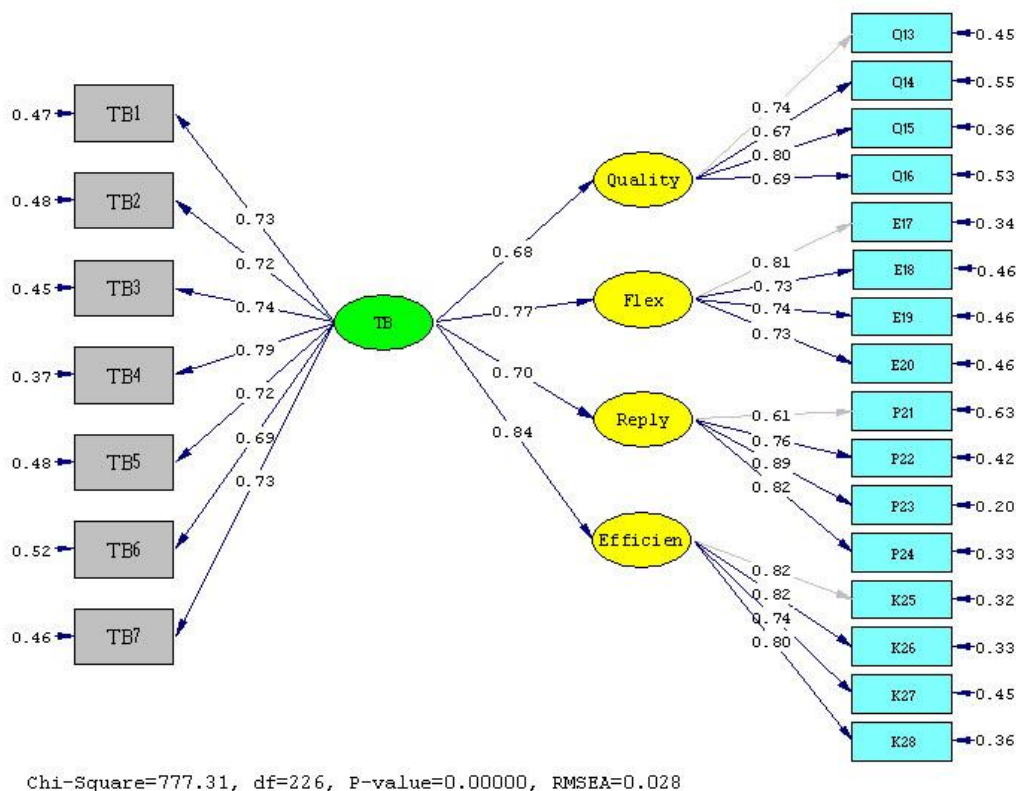 0.47 TB1
0.48 TB2
0.45 TB3
0.37 TB4
0.48 TB5
0.52 TB6
0.46 TB7
0.73
0.72
0.74
0.79
0.72
0.69
0.73
TB
0.68
0.77
0.70
0.84
Quality
Flex
Reply
Efficien
0.74
0.67
0.80
0.69
0.81
0.73
0.74
0.73
0.61
0.76
0.89
0.82
0.82
0.82
0.74
0.80
Q13 0.45
Q14 0.55
Q15 0.36
Q16 0.53
E17 0.34
E18 0.46
E19 0.46
E20 0.46
P21 0.63
P22 0.42
P23 0.20
P24 0.33
K25 0.32
K26 0.33
K27 0.45
K28 0.36
Chi-Square=777.31, df=226, P-value=0.00000, RMSEA=0.028